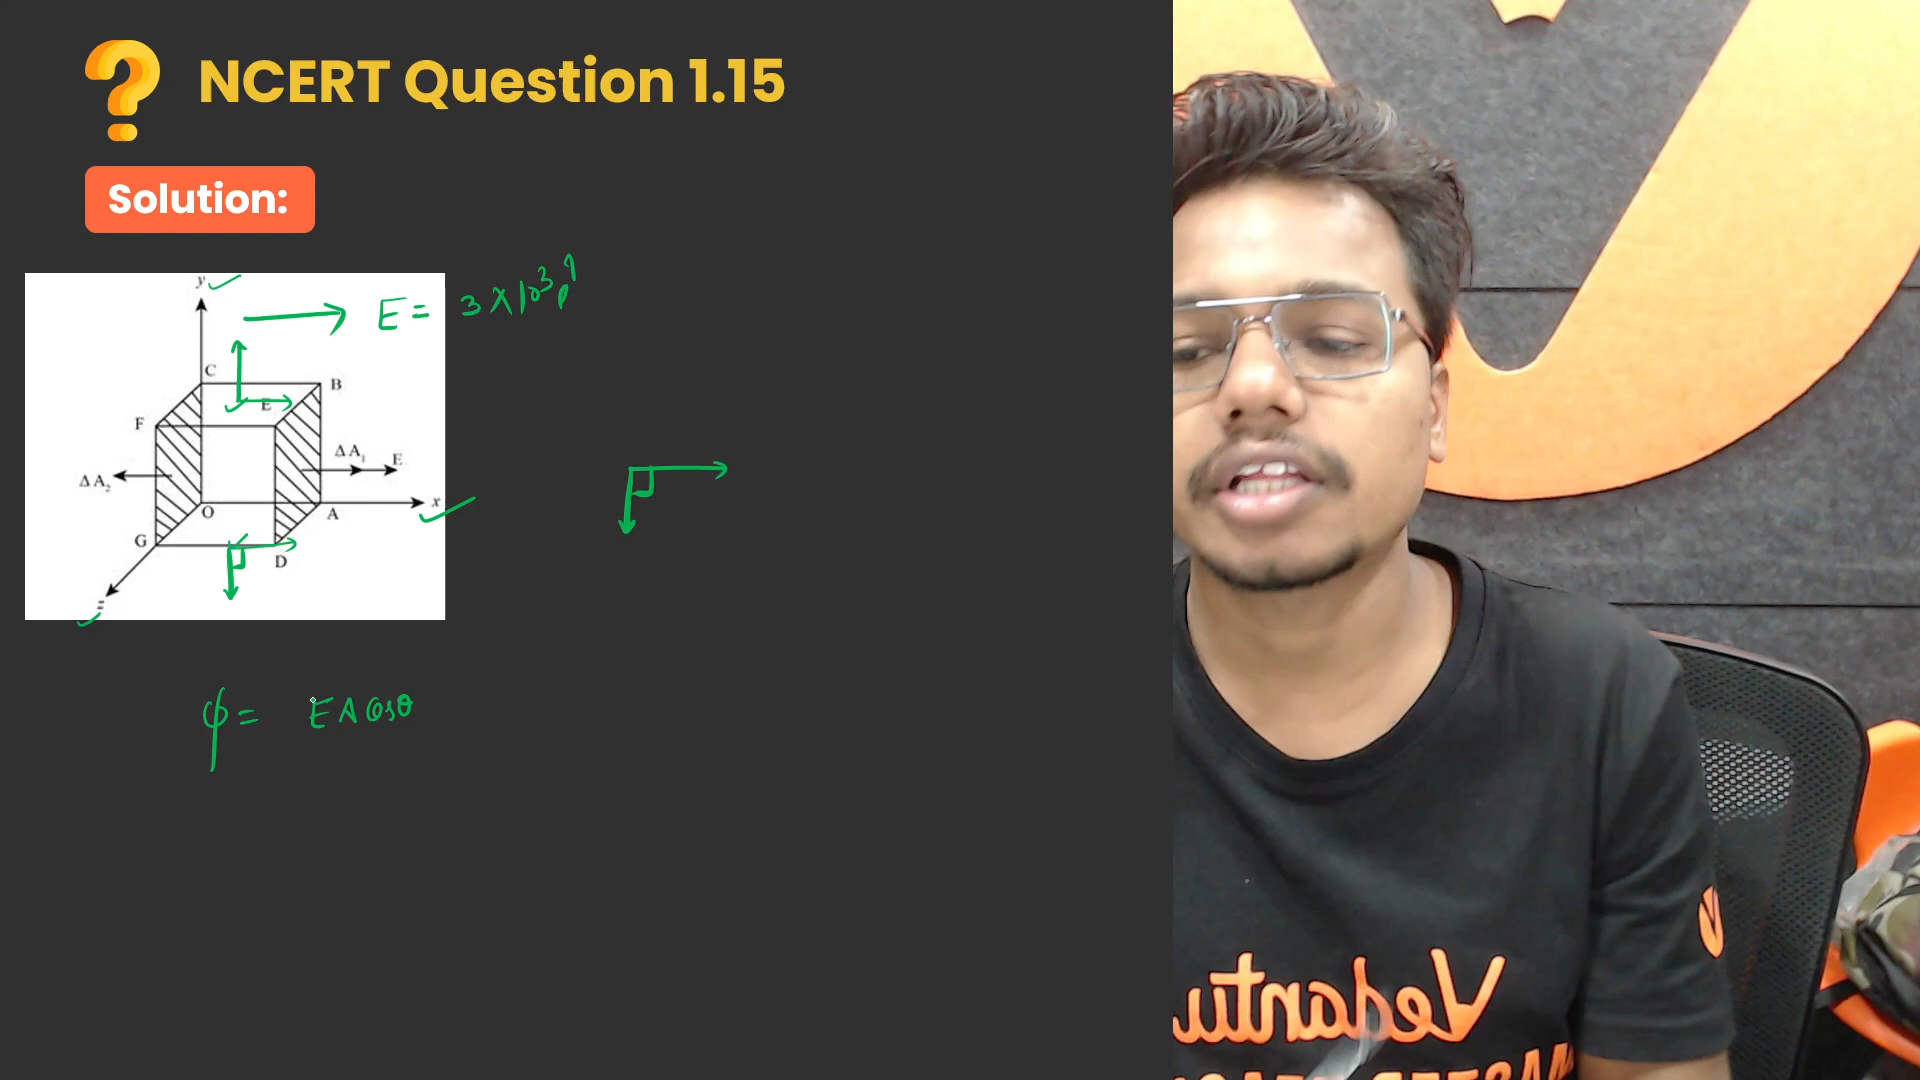 NCERT Question 1.15
Solution:
y
E = 3 × 10³ î
C
B
E
F
ΔA₁
E
ΔA₂
x
O
A
G
D
z
φ = EA cosθ
Vedantu